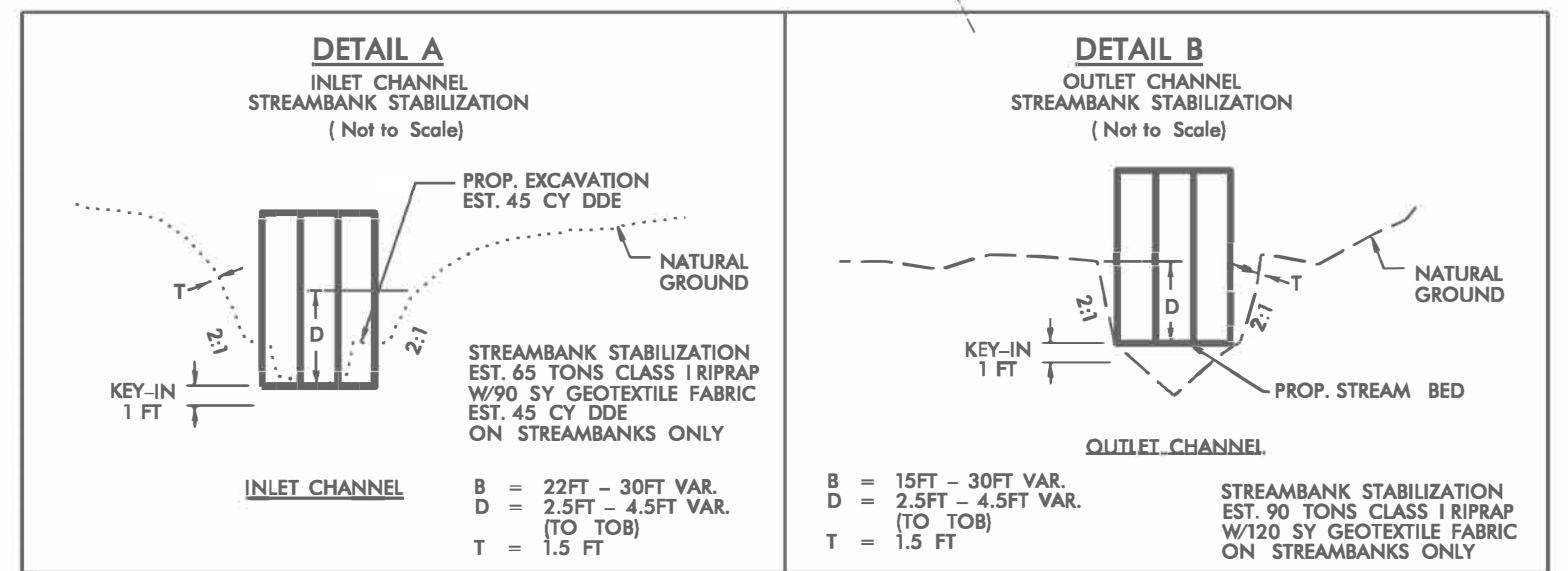 DETAIL A
INLET CHANNEL
STREAMBANK STABILIZATION
( Not to Scale)
PROP. EXCAVATION
EST. 45 CY DDE
NATURAL
GROUND
T
D
2:1
2:1
KEY–IN
1 FT
STREAMBANK STABILIZATION
EST. 65 TONS CLASS I RIPRAP
W/90 SY GEOTEXTILE FABRIC
EST. 45 CY DDE
ON STREAMBANKS ONLY
INLET CHANNEL
B = 22FT – 30FT VAR.
D = 2.5FT – 4.5FT VAR.
(TO TOB)
T = 1.5 FT
DETAIL B
OUTLET CHANNEL
STREAMBANK STABILIZATION
( Not to Scale)
NATURAL
GROUND
T
D
2:1
2:1
KEY–IN
1 FT
PROP. STREAM BED
OUTLET CHANNEL
B = 15FT – 30FT VAR.
D = 2.5FT – 4.5FT VAR.
(TO TOB)
T = 1.5 FT
STREAMBANK STABILIZATION
EST. 90 TONS CLASS I RIPRAP
W/120 SY GEOTEXTILE FABRIC
ON STREAMBANKS ONLY